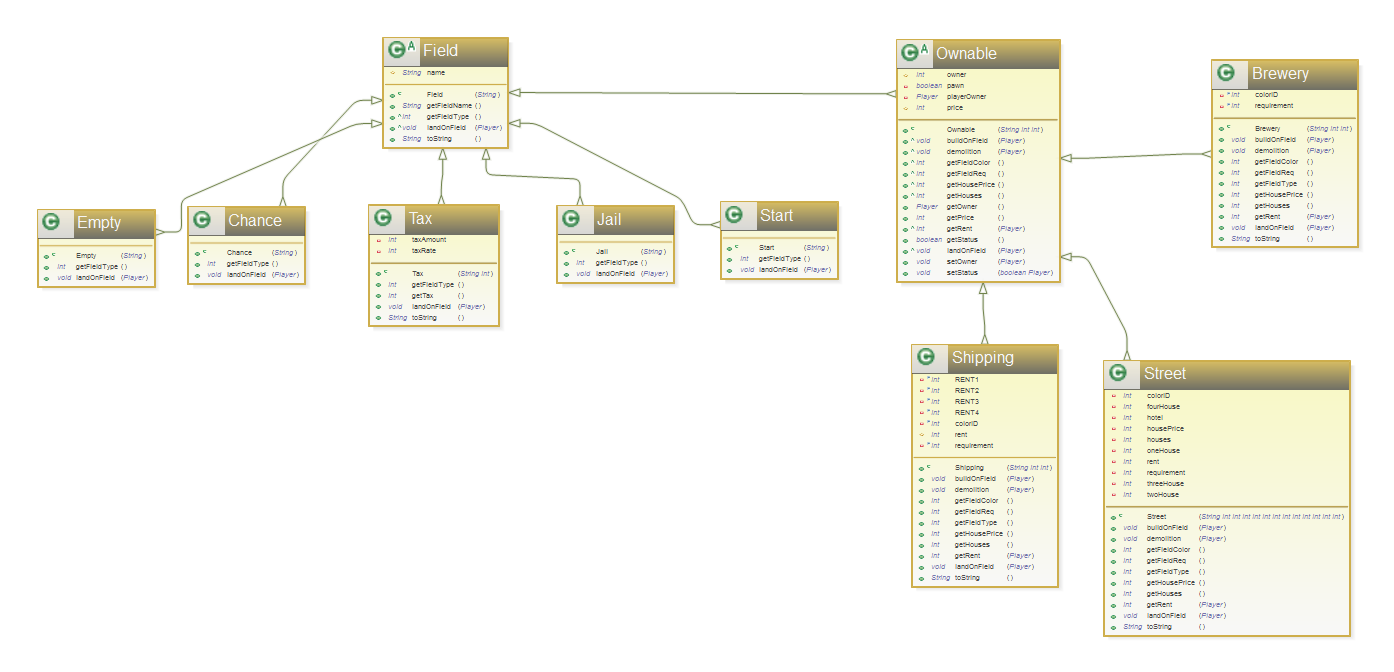 Field
String name
Field (String)
String getFieldName ()
int getFieldType ()
void landOnField (Player)
String toString ()
Ownable
int owner
boolean pawn
Player playerOwner
int price
Ownable (String int int)
void buildOnField (Player)
void demolition (Player)
int getFieldColor ()
int getFieldReq ()
int getHousePrice ()
int getHouses ()
Player getOwner ()
int getPrice ()
int getRent (Player)
boolean getStatus ()
void landOnField (Player)
void setOwner (Player)
void setStatus (boolean Player)
Brewery
int colorID
int requirement
Brewery (String int int)
void buildOnField (Player)
void demolition (Player)
int getFieldColor ()
int getFieldReq ()
int getFieldType ()
int getHousePrice ()
int getHouses ()
int getRent (Player)
void landOnField (Player)
String toString ()
Empty
Empty (String)
int getFieldType ()
void landOnField (Player)
Chance
Chance (String)
int getFieldType ()
void landOnField (Player)
Tax
int taxAmount
int taxRate
Tax (String int)
int getFieldType ()
int getTax ()
void landOnField (Player)
String toString ()
Jail
Jail (String)
int getFieldType ()
void landOnField (Player)
Start
Start (String)
int getFieldType ()
void landOnField (Player)
Shipping
int RENT1
int RENT2
int RENT3
int RENT4
int colorID
int rent
int requirement
Shipping (String int int)
void buildOnField (Player)
void demolition (Player)
int getFieldColor ()
int getFieldReq ()
int getFieldType ()
int getHousePrice ()
int getHouses ()
int getRent (Player)
void landOnField (Player)
String toString ()
Street
int colorID
int fourHouse
int hotel
int housePrice
int houses
int oneHouse
int rent
int requirement
int threeHouse
int twoHouse
Street (String int int int int int int int int int int int int)
void buildOnField (Player)
void demolition (Player)
int getFieldColor ()
int getFieldReq ()
int getFieldType ()
int getHousePrice ()
int getHouses ()
int getRent (Player)
void landOnField (Player)
String toString ()